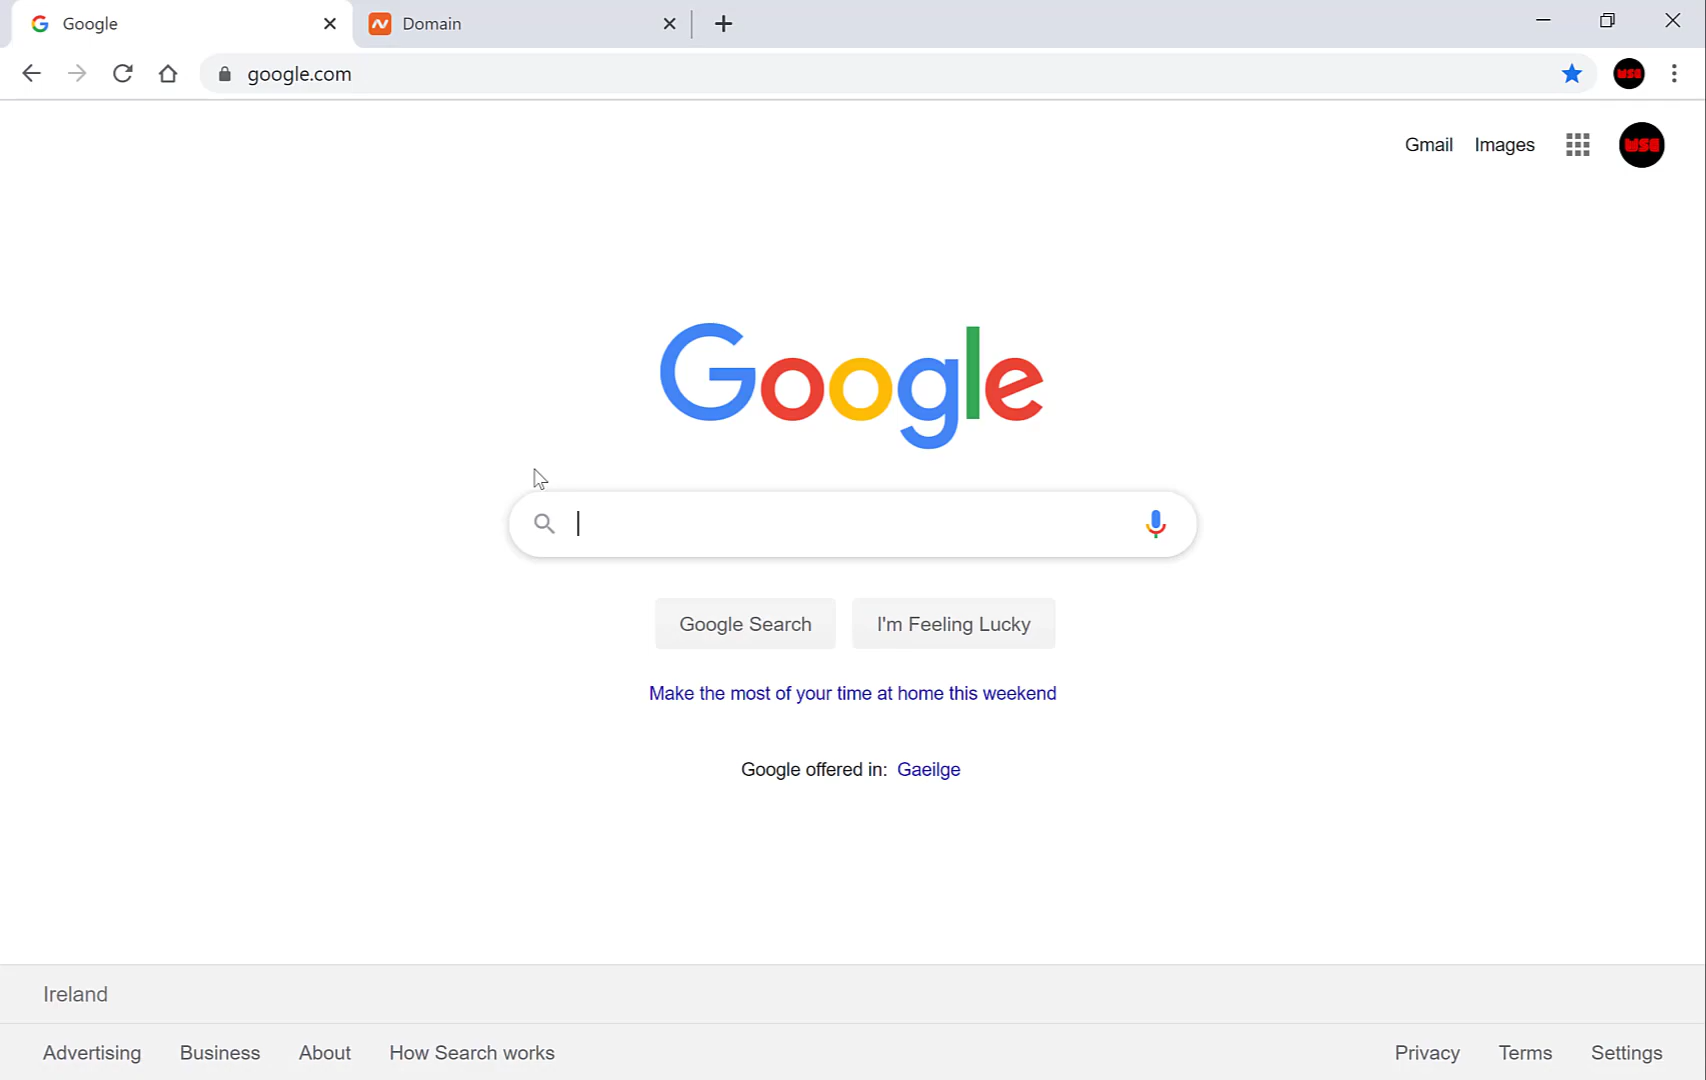 Google
Domain
google.com
Gmail Images
Google
Google Search
I'm Feeling Lucky
Make the most of your time at home this weekend
Google offered in: Gaeilge
Ireland
Advertising Business About How Search works
Privacy Terms Settings